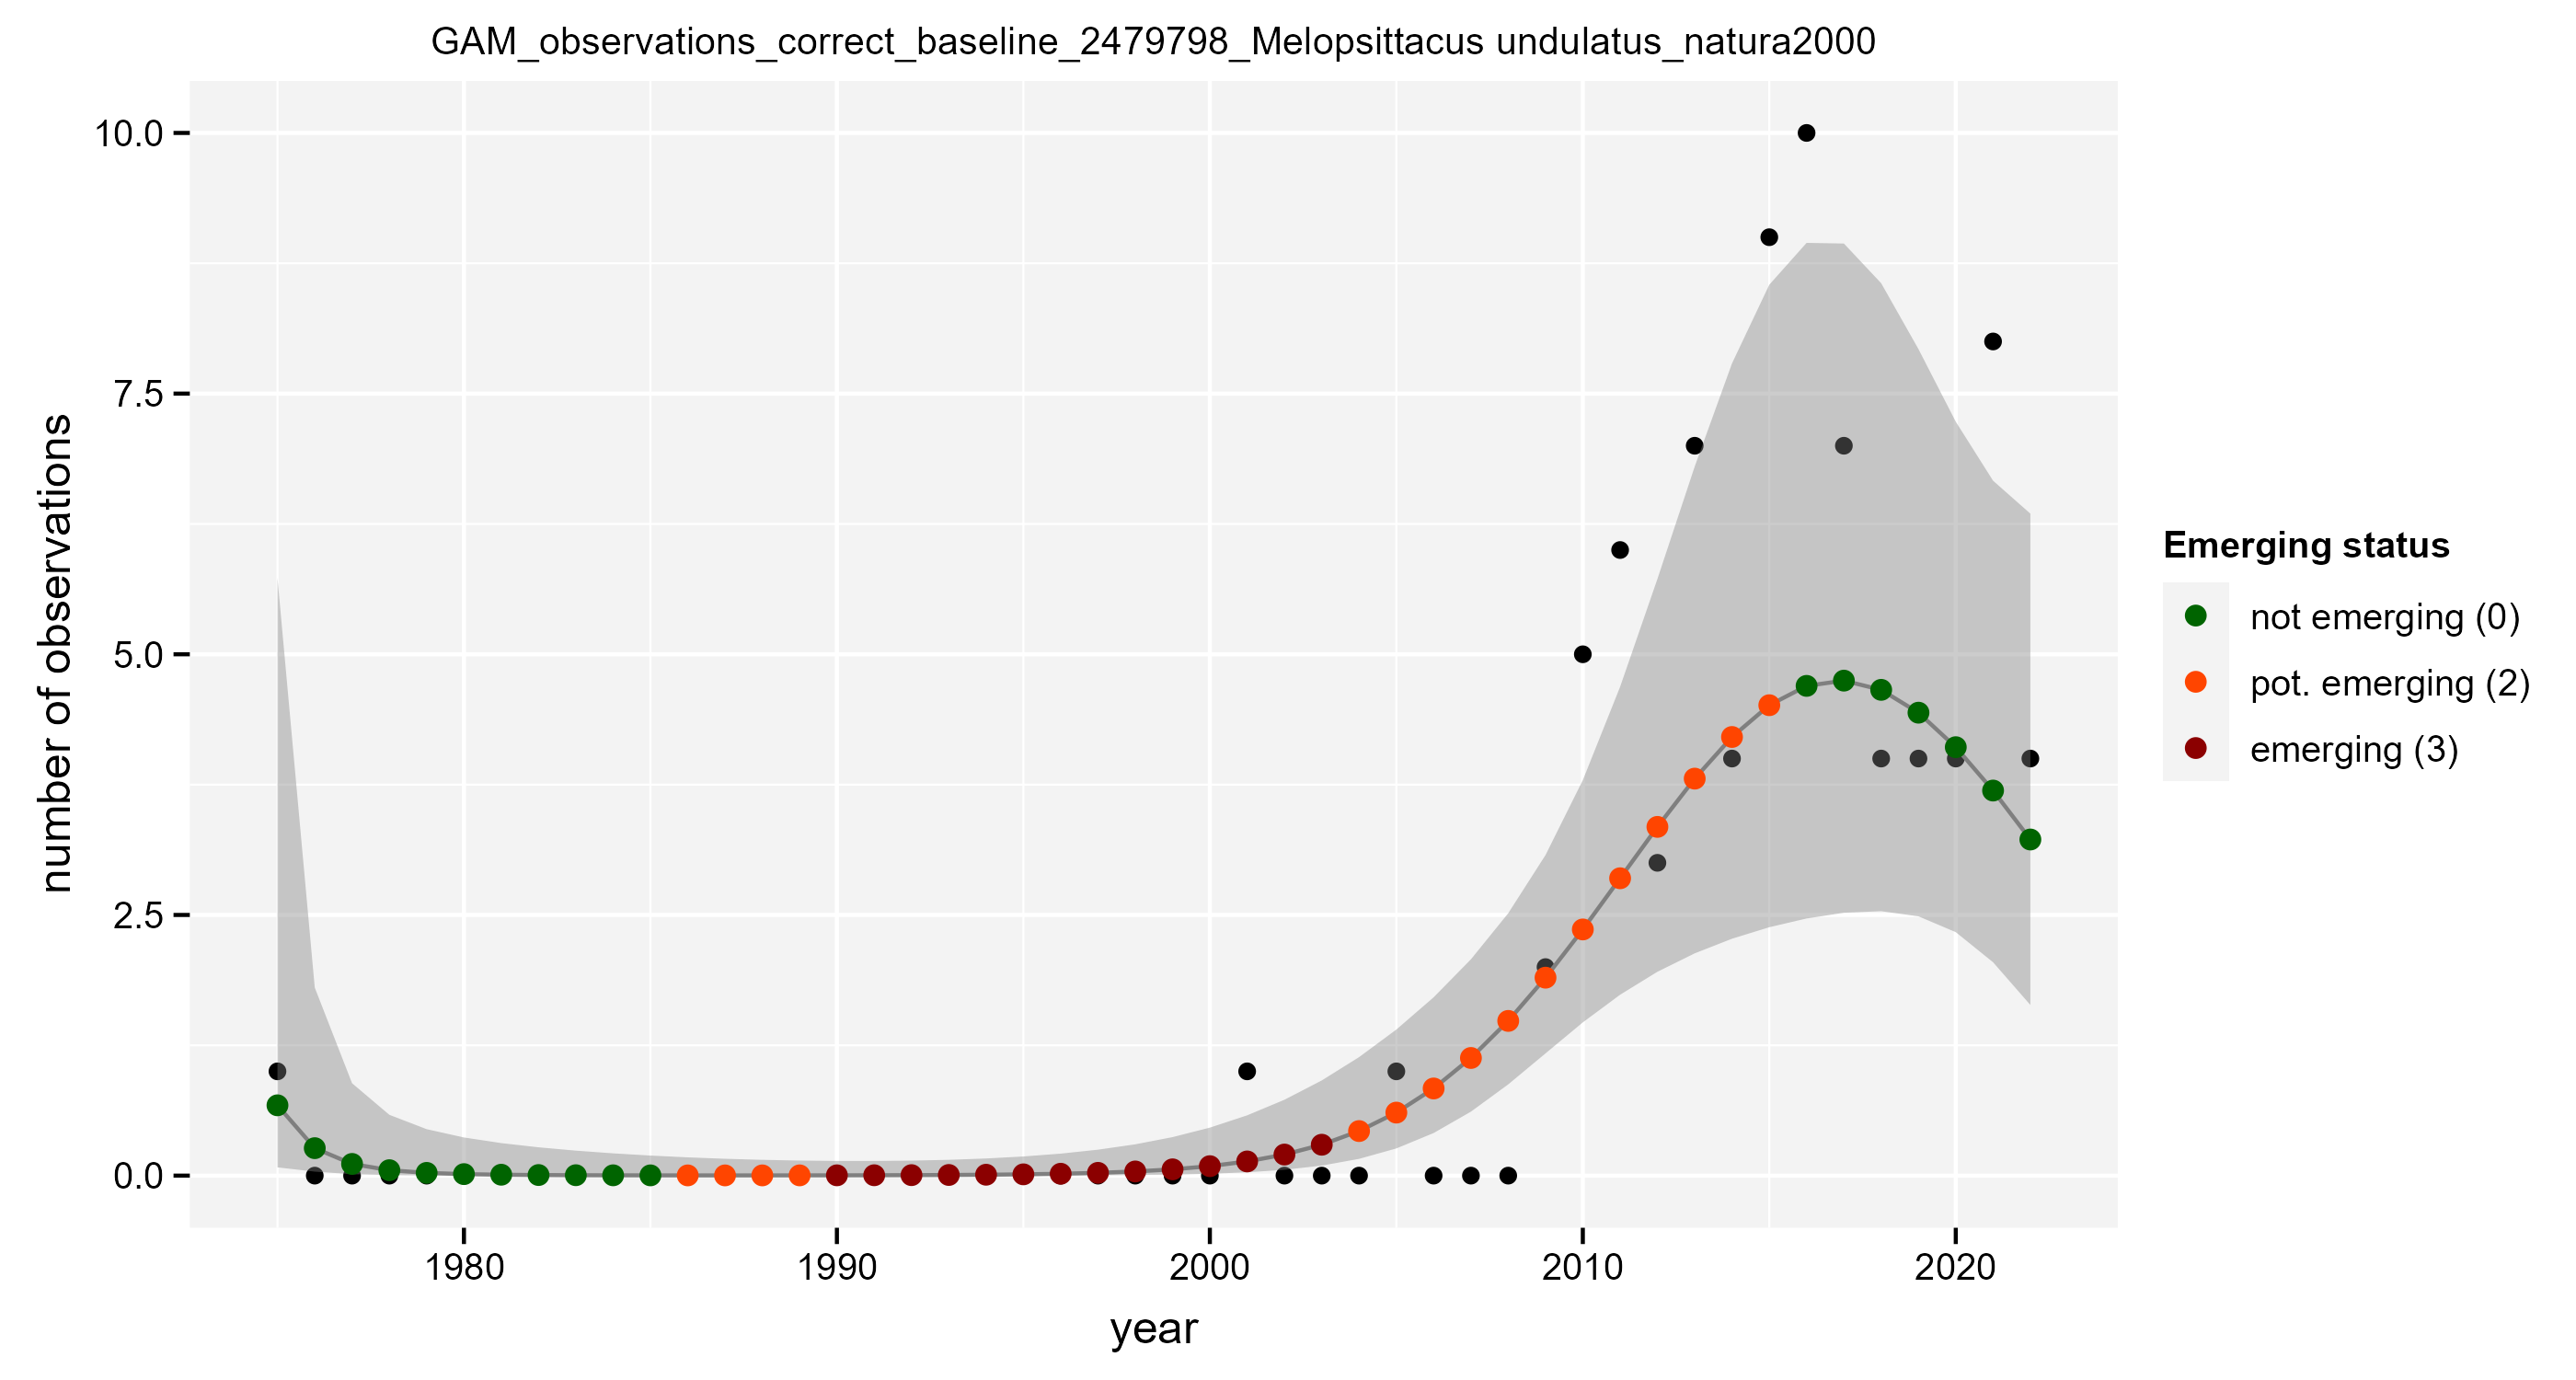 GAM_observations_correct_baseline_2479798_Melopsittacus undulatus_natura2000
number of observations
10.0
7.5
5.0
2.5
0.0
1980
1990
2000
2010
2020
year
Emerging status
not emerging (0)
pot. emerging (2)
emerging (3)